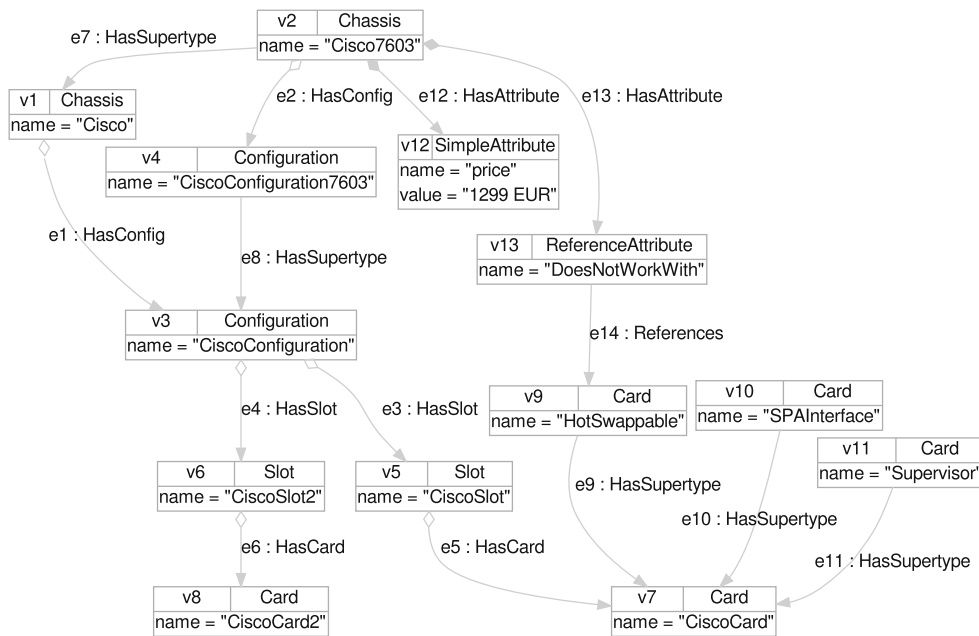 v2 Chassis
name = "Cisco7603"
e7 : HasSupertype
e2 : HasConfig
e12 : HasAttribute
e13 : HasAttribute
v1 Chassis
name = "Cisco"
v4 Configuration
name = "CiscoConfiguration7603"
v12 SimpleAttribute
name = "price"
value = "1299 EUR"
e1 : HasConfig
e8 : HasSupertype
v13 ReferenceAttribute
name = "DoesNotWorkWith"
v3 Configuration
name = "CiscoConfiguration"
e14 : References
e4 : HasSlot
e3 : HasSlot
v9 Card
name = "HotSwappable"
v10 Card
name = "SPAInterface"
v11 Card
name = "Supervisor"
v6 Slot
name = "CiscoSlot2"
v5 Slot
name = "CiscoSlot"
e9 : HasSupertype
e10 : HasSupertype
e6 : HasCard
e5 : HasCard
e11 : HasSupertype
v8 Card
name = "CiscoCard2"
v7 Card
name = "CiscoCard"